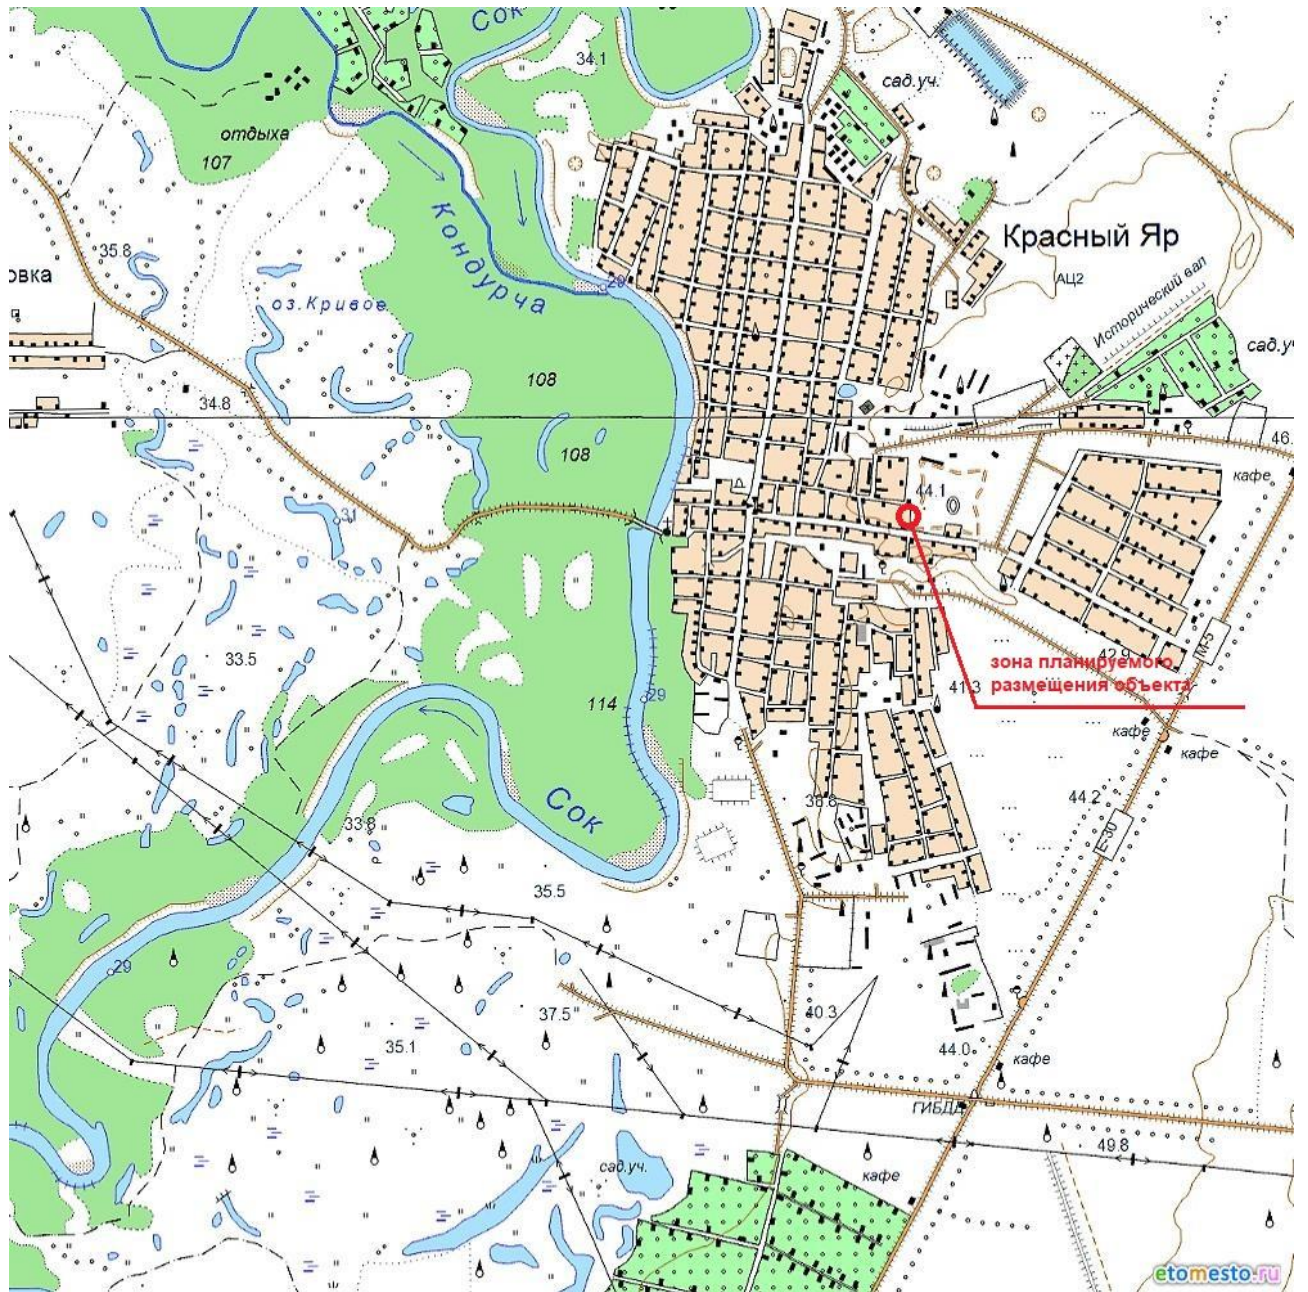 Сок
34.1
сад.уч.
отдыха
107
Кондурча
Красный Яр
35.8
овка
29
АЦ2
оз.Кривое
Исторический вал
сад.уч
108
34.8
46.
108
кафе
44.1
31
М-5
33.5
42.9
зона планируемого
размещения объекта
41.3
114
29
кафе
кафе
Сок
36.8
44.2
33.8
Е-30
35.5
29
37.5
40.3
35.1
44.0
кафе
ГИБДД
49.8
сад.уч.
кафе
etomesto.ru